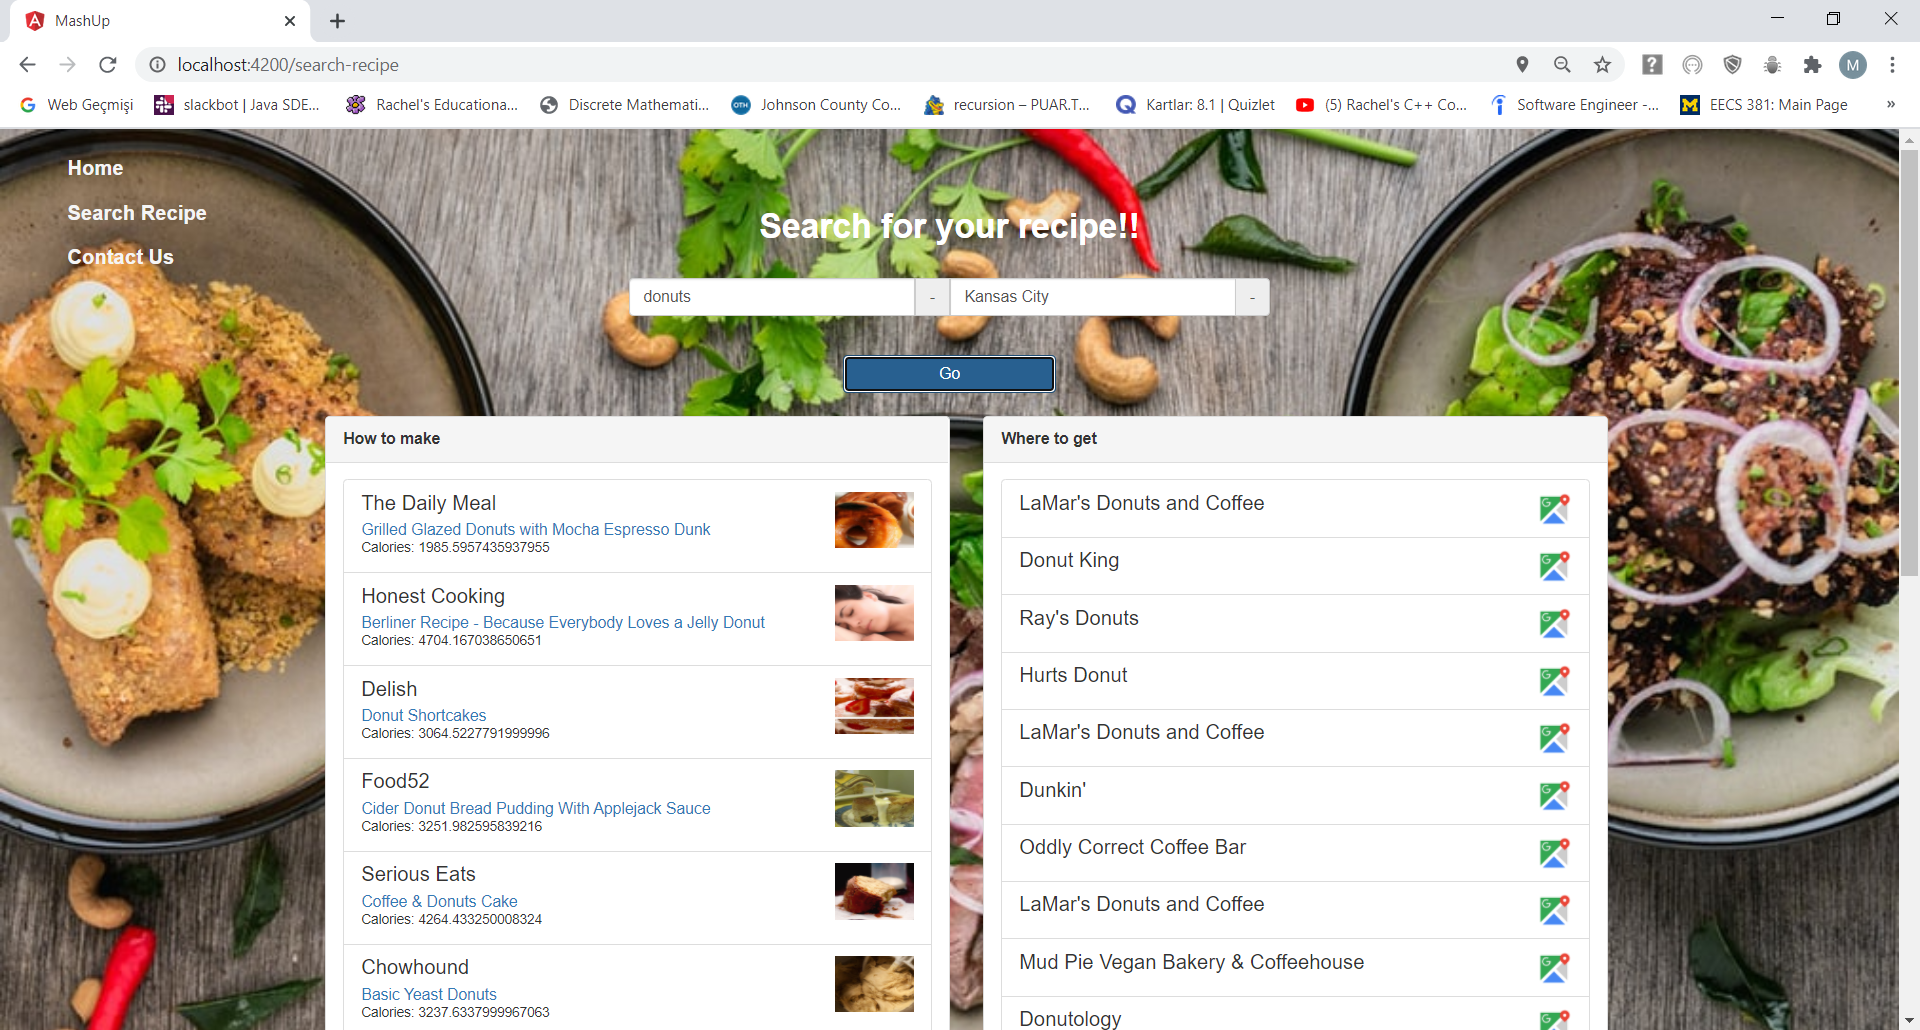 MashUp
localhost:4200/search-recipe
M
Web Geçmişi
slackbot | Java SDE...
Rachel's Educationa...
Discrete Mathemati...
OTH
Johnson County Co...
recursion – PUAR.T...
Kartlar: 8.1 | Quizlet
(5) Rachel's C++ Co...
Software Engineer -...
EECS 381: Main Page
»
Home
Search Recipe
Contact Us
Search for your recipe!!
donuts - Kansas City -
Go
How to make
The Daily Meal
Grilled Glazed Donuts with Mocha Espresso Dunk
Calories: 1985.5957435937955
Honest Cooking
Berliner Recipe - Because Everybody Loves a Jelly Donut
Calories: 4704.167038650651
Delish
Donut Shortcakes
Calories: 3064.5227791999996
Food52
Cider Donut Bread Pudding With Applejack Sauce
Calories: 3251.982595839216
Serious Eats
Coffee & Donuts Cake
Calories: 4264.433250008324
Chowhound
Basic Yeast Donuts
Calories: 3237.6337999967063
Where to get
LaMar's Donuts and Coffee
Donut King
Ray's Donuts
Hurts Donut
LaMar's Donuts and Coffee
Dunkin'
Oddly Correct Coffee Bar
LaMar's Donuts and Coffee
Mud Pie Vegan Bakery & Coffeehouse
Donutology